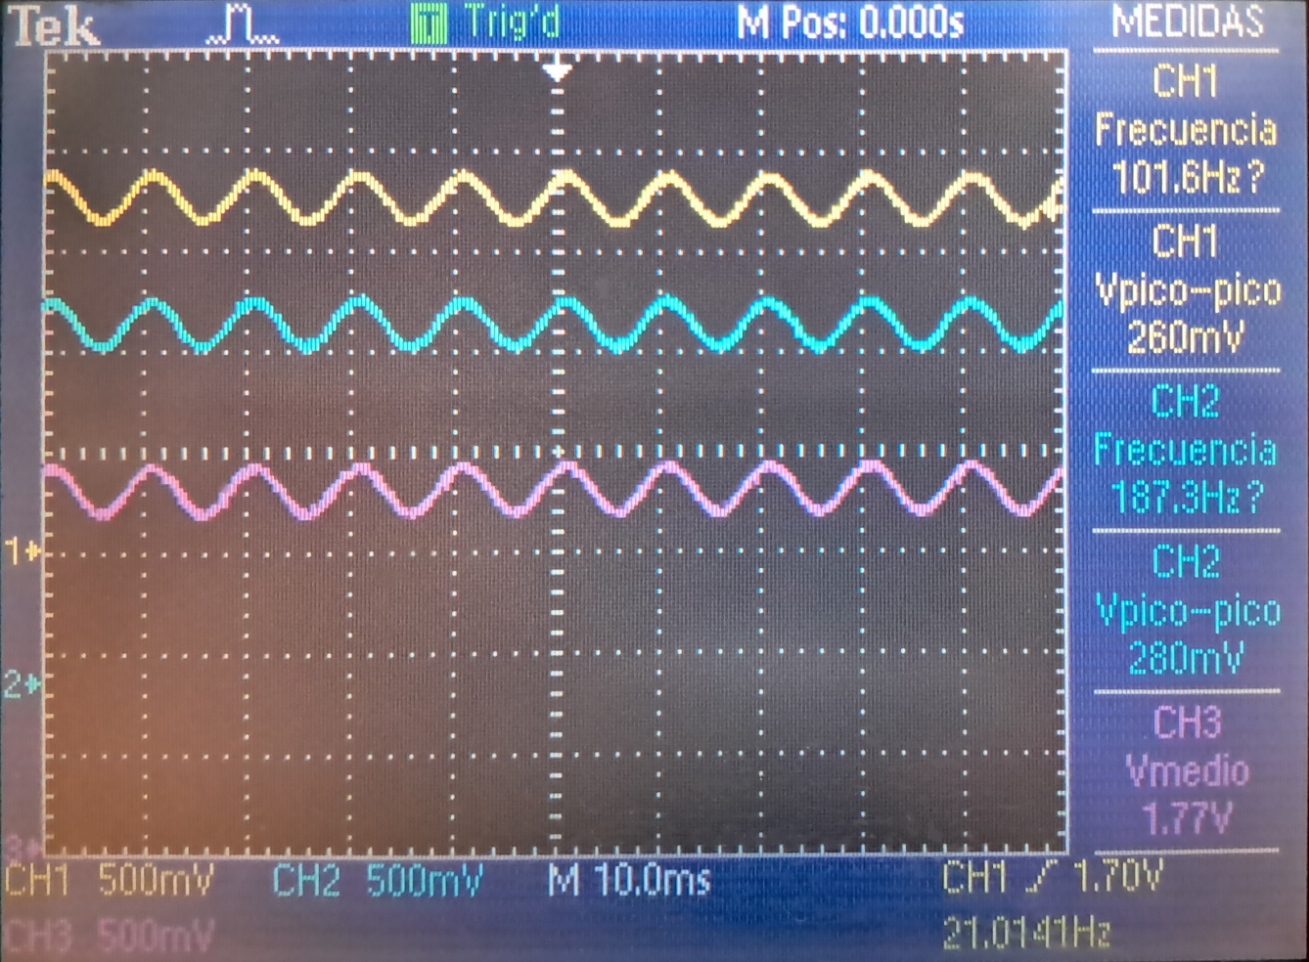 Tek T Trig'd M Pos: 0.000s MEDIDAS
CH1
Frecuencia
101.6Hz?
CH1
Vpico-pico
260mV
CH2
Frecuencia
187.3Hz?
CH2
Vpico-pico
280mV
CH3
Vmedio
1.77V
1
2
3
CH1 500mV CH2 500mV M 10.0ms CH1 1.70V
CH3 500mV 21.0141Hz